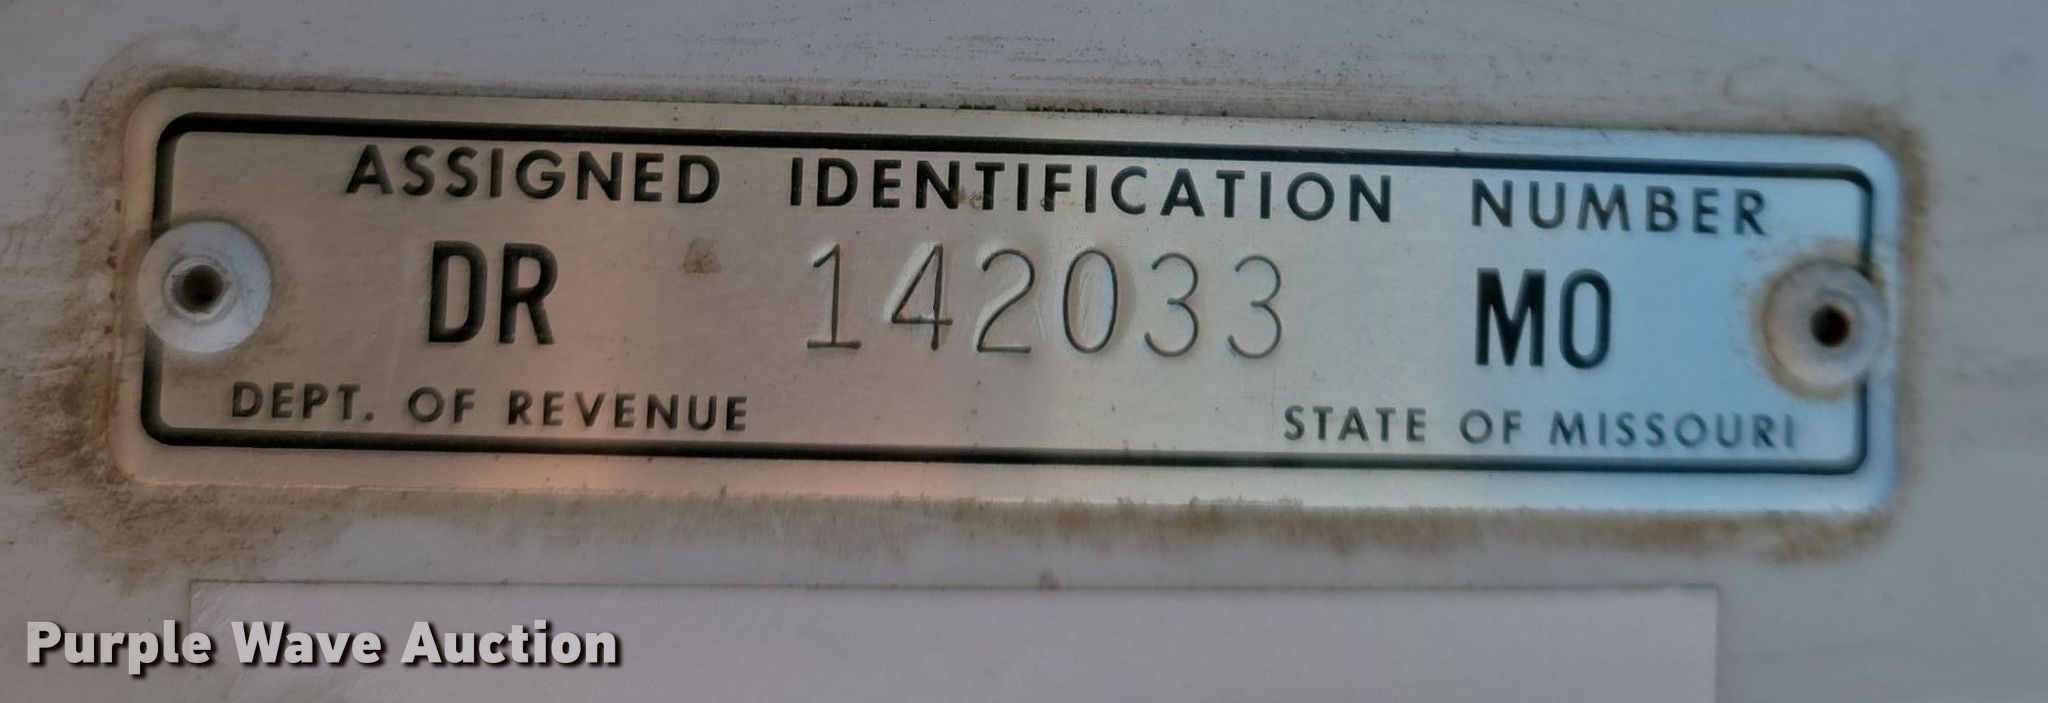 ASSIGNED IDENTIFICATION NUMBER
DR 142033 MO
DEPT. OF REVENUE STATE OF MISSOURI
Purple Wave Auction